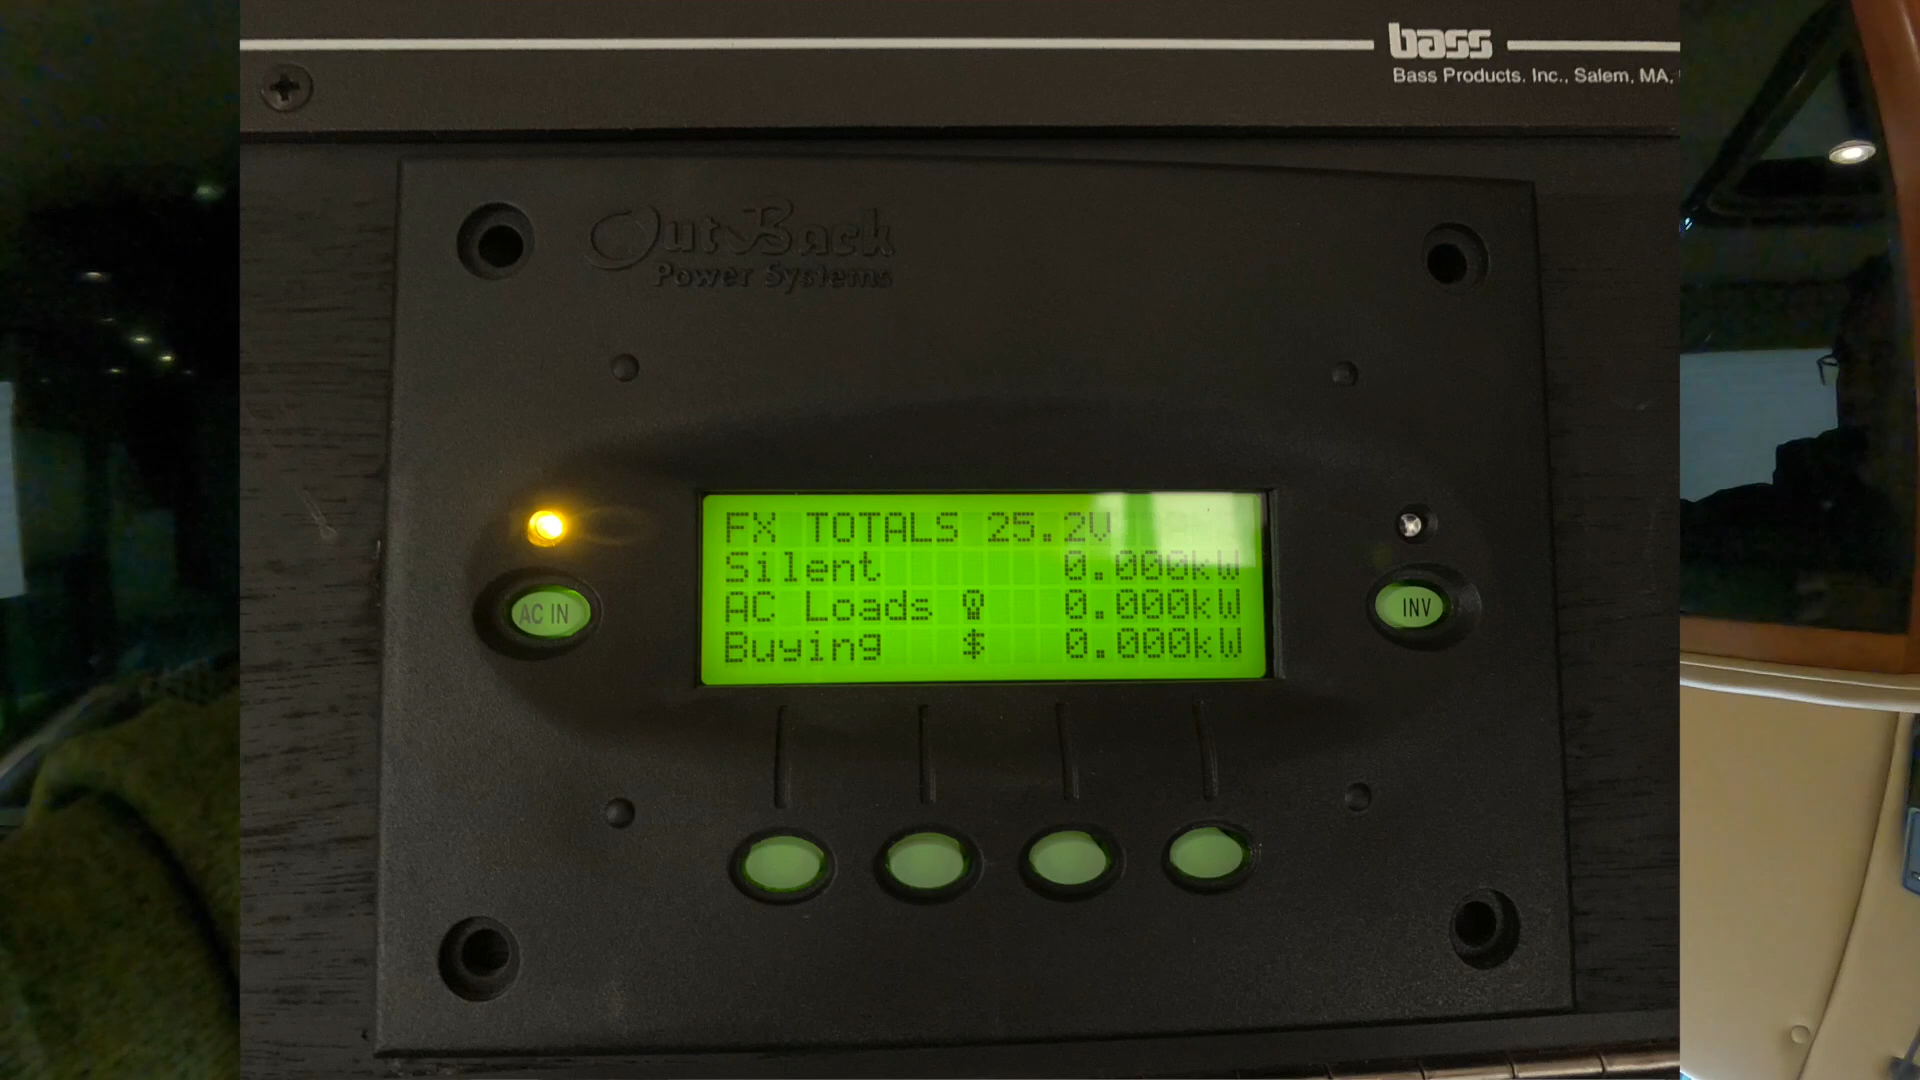 bass
Bass Products. Inc., Salem, MA,
OutBack
Power Systems
FX TOTALS 25.2V
Silent 0.000kW
AC Loads 0.000kW
Buying $ 0.000kW
AC IN
INV